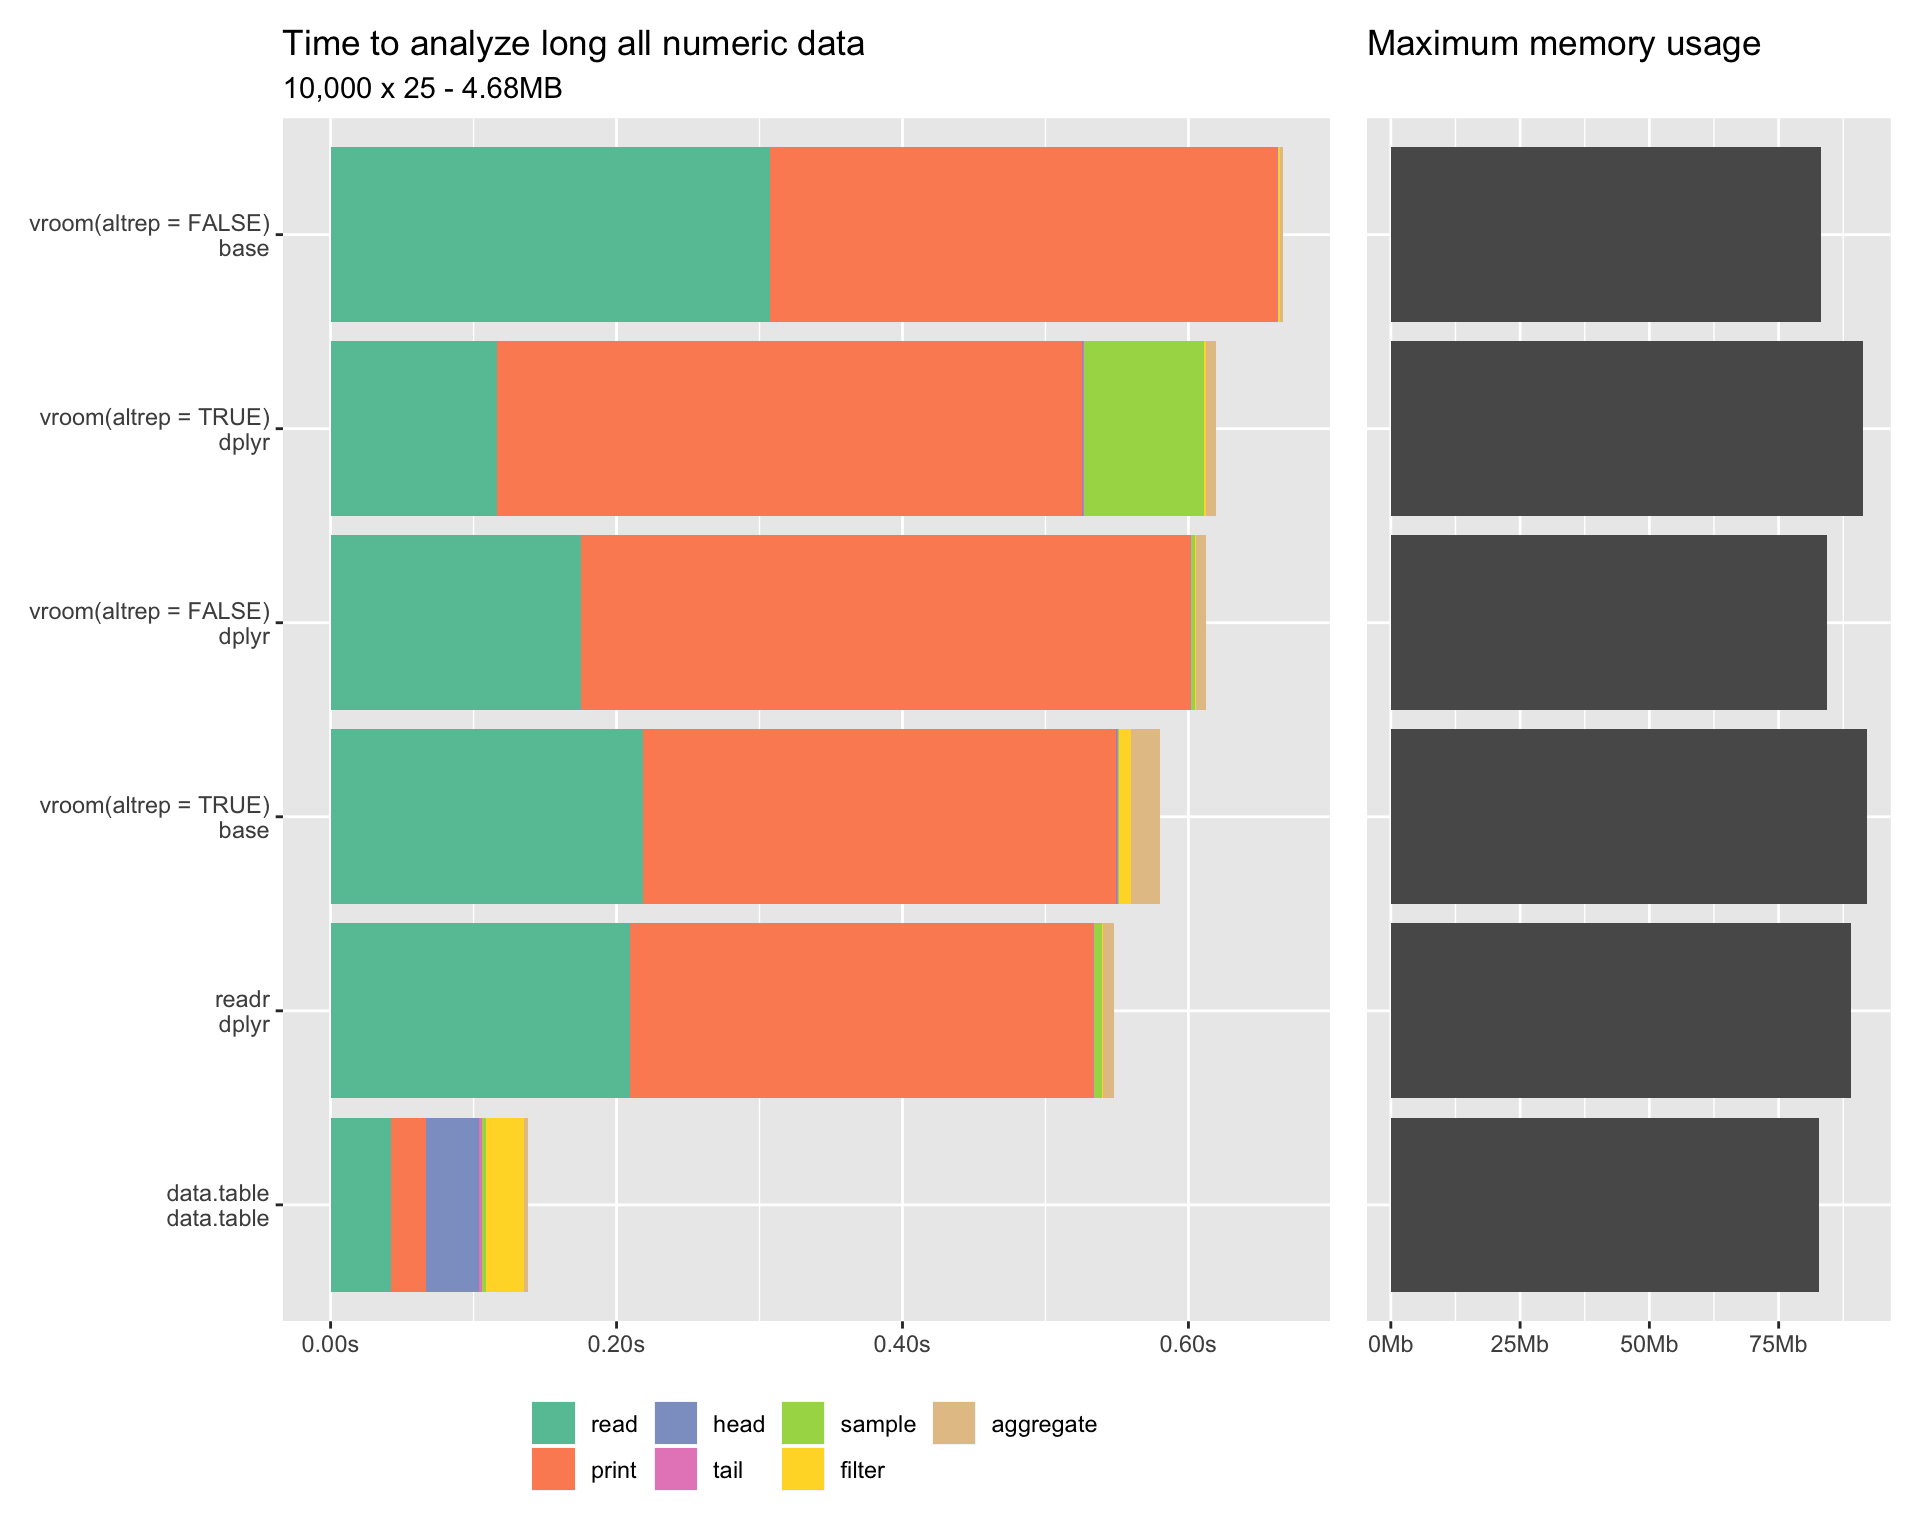 Time to analyze long all numeric data
10,000 x 25 - 4.68MB
Maximum memory usage
vroom(altrep = FALSE)
base
vroom(altrep = TRUE)
dplyr
vroom(altrep = FALSE)
dplyr
vroom(altrep = TRUE)
base
readr
dplyr
data.table
data.table
0.00s 0.20s 0.40s 0.60s
0Mb 25Mb 50Mb 75Mb
read head sample aggregate
print tail filter